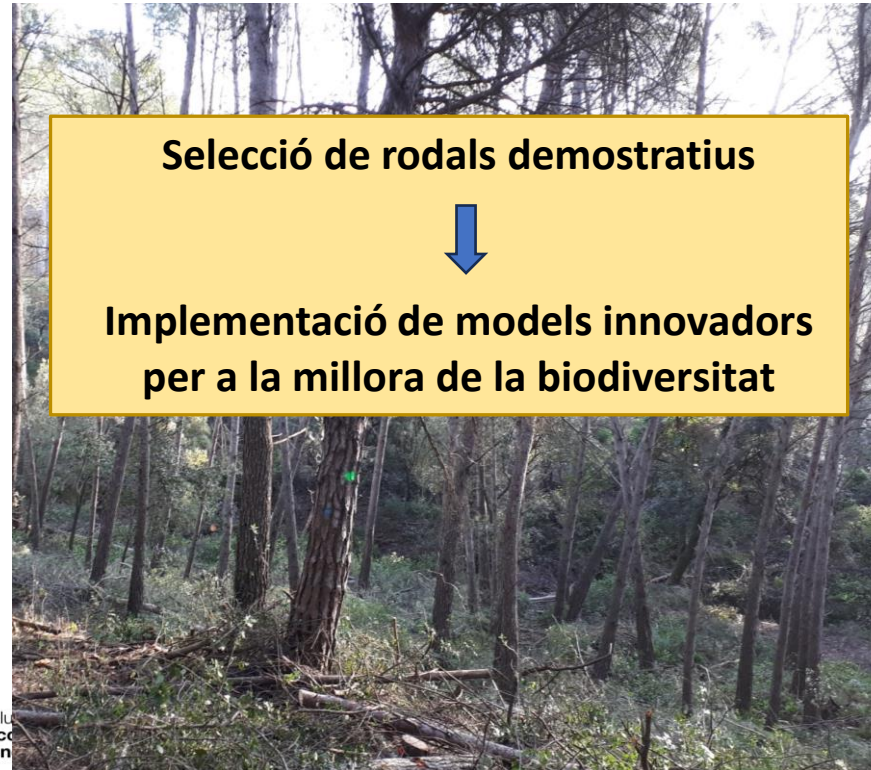 Selecció de rodals demostratius
Implementació de models innovadors
per a la millora de la biodiversitat